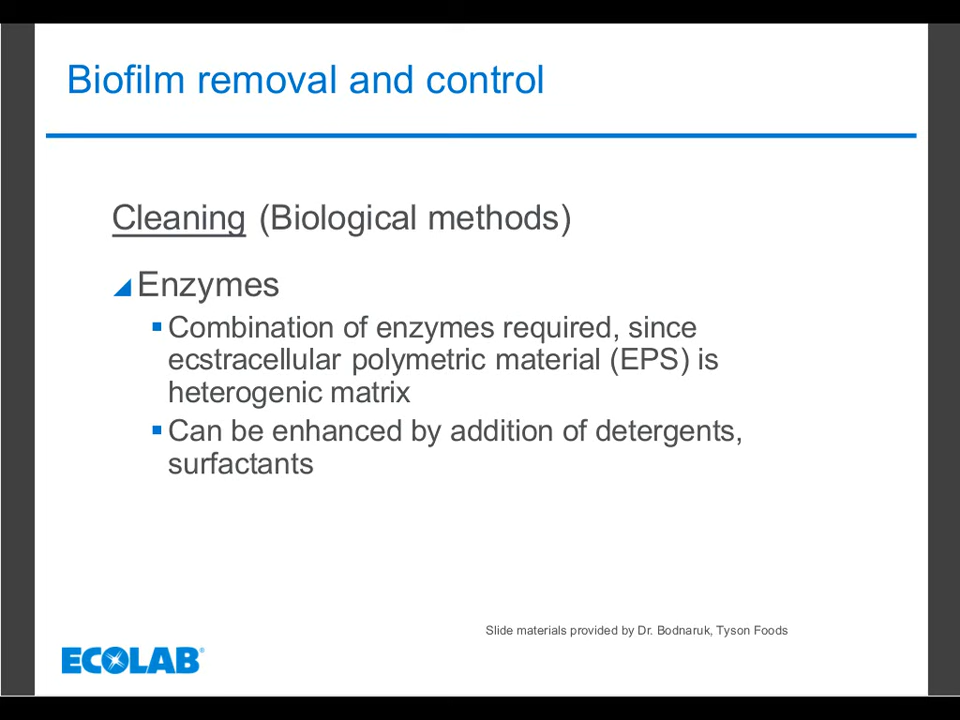 Biofilm removal and control
Cleaning (Biological methods)
Enzymes
Combination of enzymes required, since
ecstracellular polymetric material (EPS) is
heterogenic matrix
Can be enhanced by addition of detergents,
surfactants
Slide materials provided by Dr. Bodnaruk, Tyson Foods
ECOLAB®